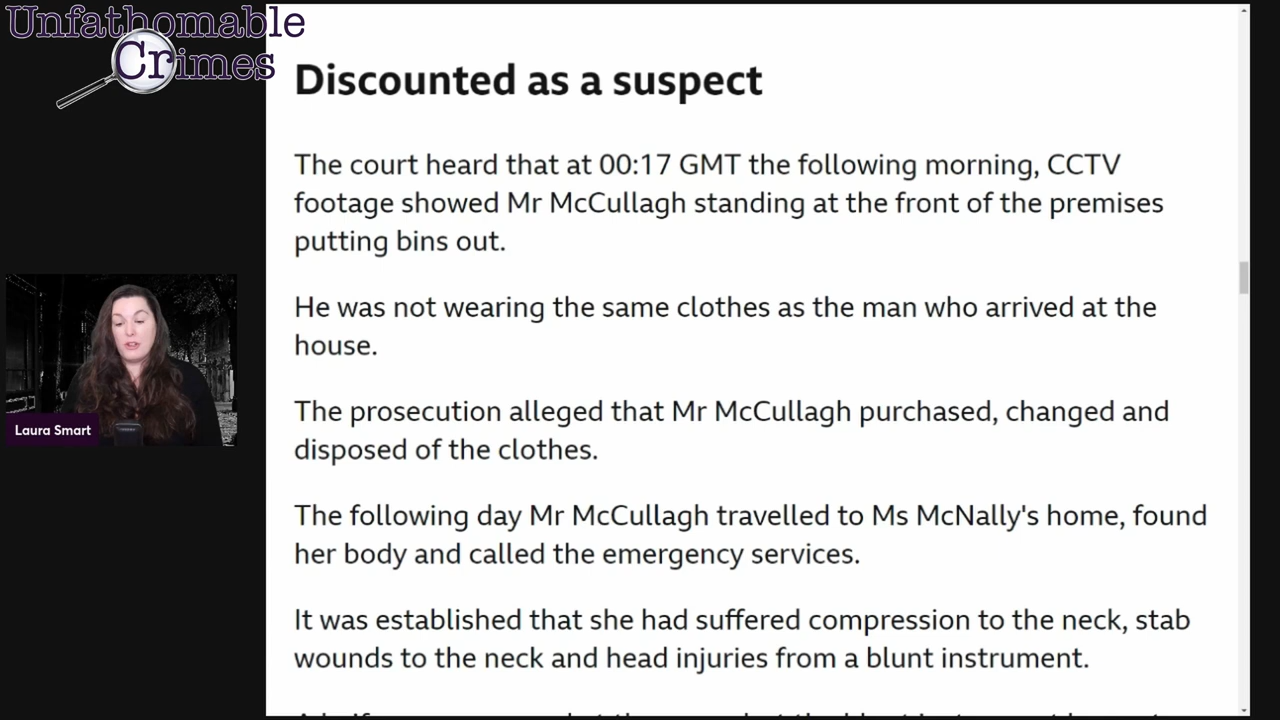 Unfathomable
Crimes
Discounted as a suspect
The court heard that at 00:17 GMT the following morning, CCTV
footage showed Mr McCullagh standing at the front of the premises
putting bins out.
He was not wearing the same clothes as the man who arrived at the
house.
The prosecution alleged that Mr McCullagh purchased, changed and
disposed of the clothes.
Laura Smart
The following day Mr McCullagh travelled to Ms McNally's home, found
her body and called the emergency services.
It was established that she had suffered compression to the neck, stab
wounds to the neck and head injuries from a blunt instrument.